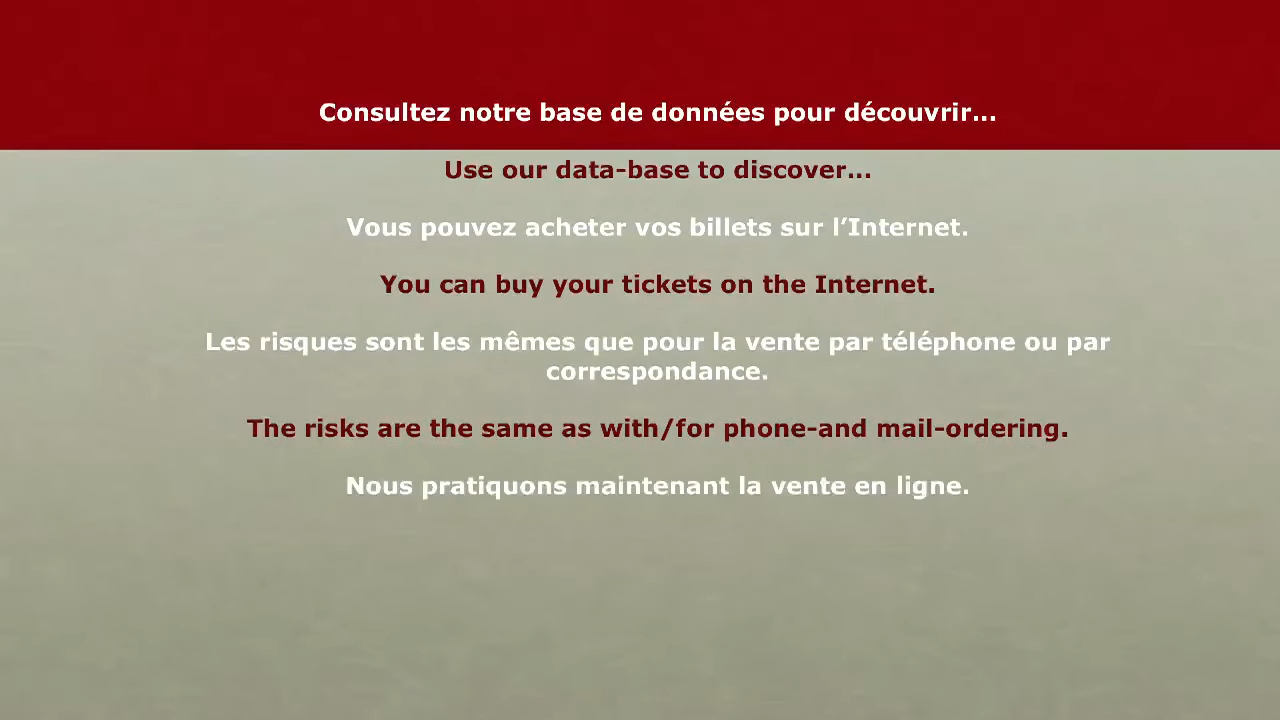 Consultez notre base de données pour découvrir...
Use our data-base to discover...
Vous pouvez acheter vos billets sur l’Internet.
You can buy your tickets on the Internet.
Les risques sont les mêmes que pour la vente par téléphone ou par
correspondance.
The risks are the same as with/for phone-and mail-ordering.
Nous pratiquons maintenant la vente en ligne.